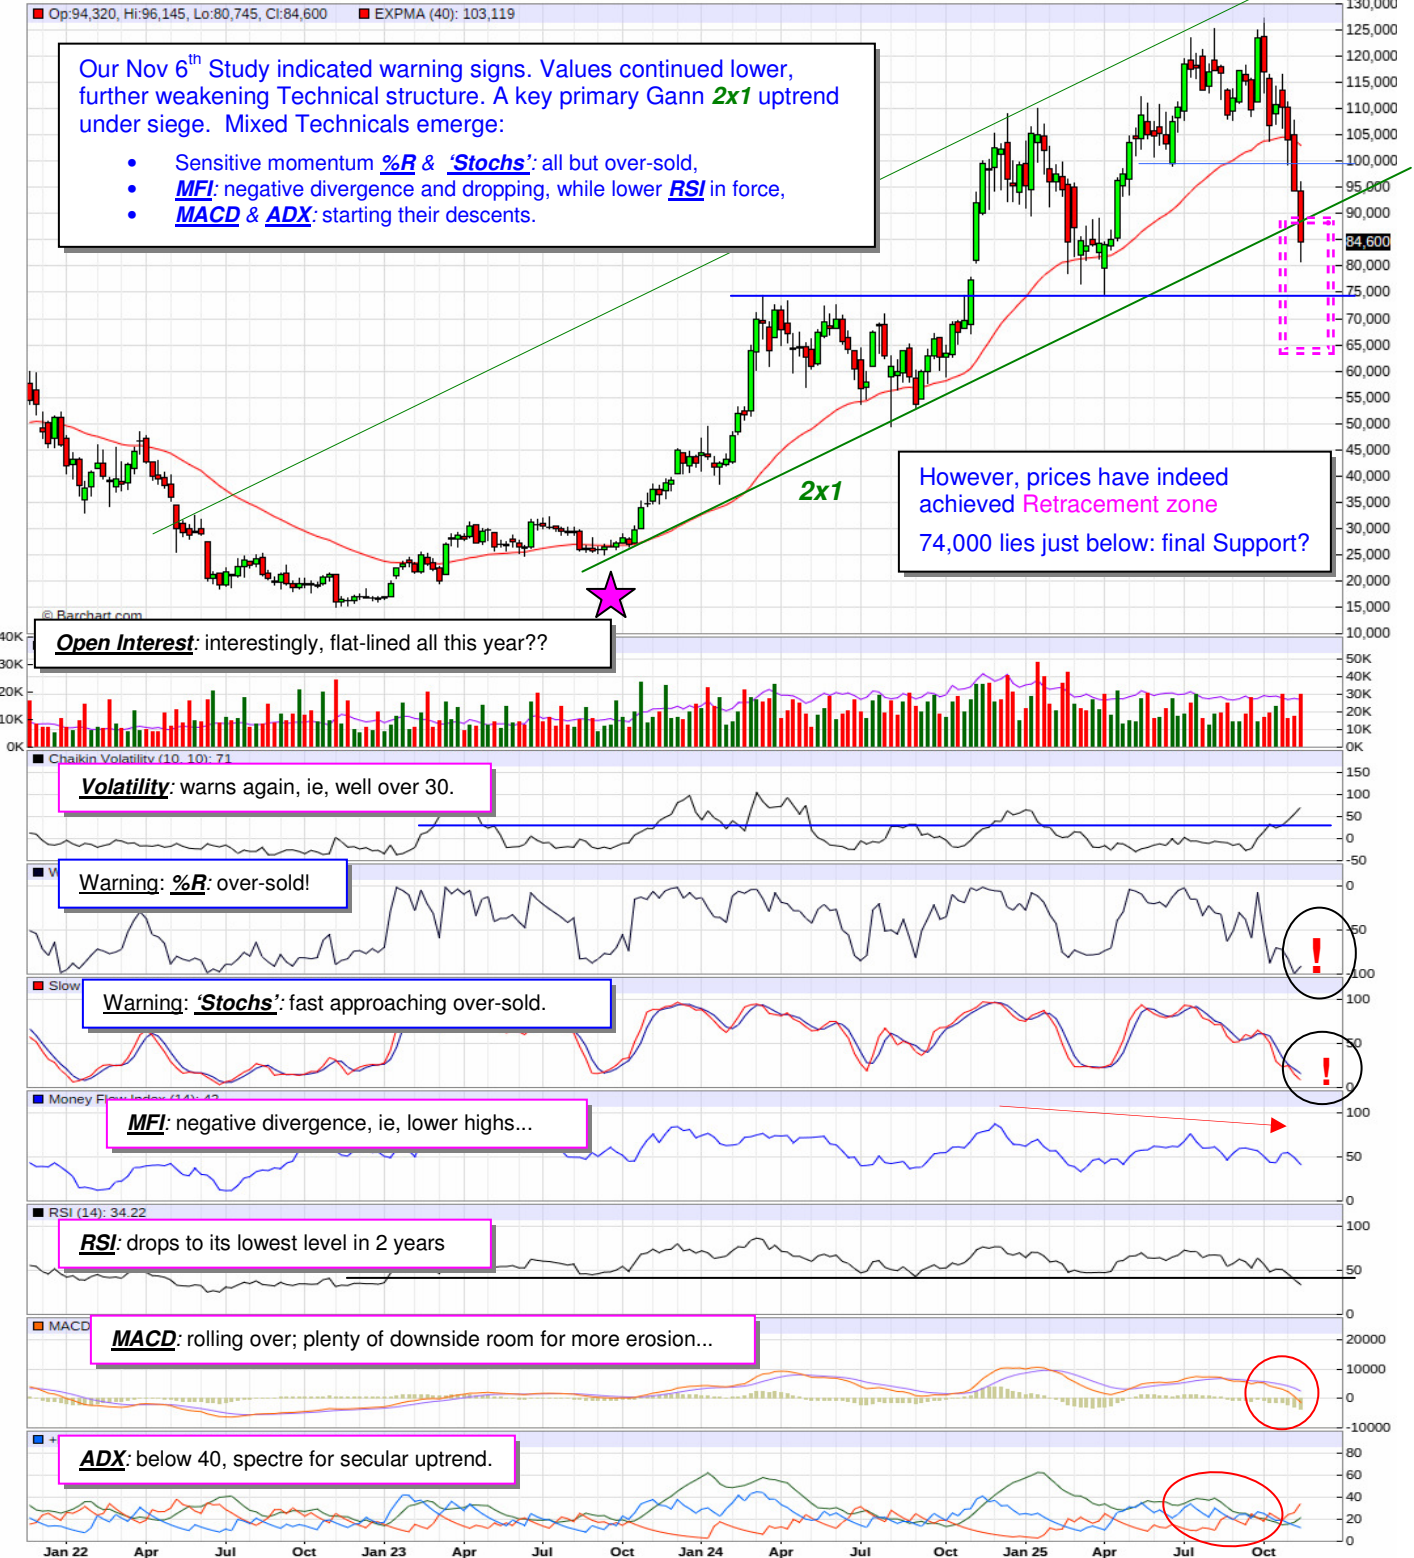 Op:94,320, Hi:96,145, Lo:80,745, Cl:84,600 EXPMA (40): 103,119
Our Nov 6th Study indicated warning signs. Values continued lower,
further weakening Technical structure. A key primary Gann 2x1 uptrend
under siege. Mixed Technicals emerge:
• Sensitive momentum %R & 'Stochs': all but over-sold,
• MFI: negative divergence and dropping, while lower RSI in force,
• MACD & ADX: starting their descents.
130,000
125,000
120,000
115,000
110,000
105,000
100,000
95,000
90,000
84,600
80,000
75,000
70,000
65,000
60,000
55,000
50,000
45,000
40,000
35,000
30,000
25,000
20,000
15,000
10,000
2x1
However, prices have indeed
achieved Retracement zone
74,000 lies just below: final Support?
© Barchart.com
Open Interest: interestingly, flat-lined all this year??
40K
30K
20K
10K
0K
50K
40K
30K
20K
10K
0K
Chaikin Volatility (10, 10): 71
Volatility: warns again, ie, well over 30.
150
100
50
0
-50
W
Warning: %R: over-sold!
0
-50
-100
!
Slow
Warning: 'Stochs': fast approaching over-sold.
100
50
0
!
Money Flow Index (14): 42
MFI: negative divergence, ie, lower highs...
100
50
0
RSI (14): 34.22
RSI: drops to its lowest level in 2 years
100
50
0
MACD
MACD: rolling over; plenty of downside room for more erosion...
20000
10000
0
-10000
+
ADX: below 40, spectre for secular uptrend.
80
60
40
20
0
Jan 22 Apr Jul Oct Jan 23 Apr Jul Oct Jan 24 Apr Jul Oct Jan 25 Apr Jul Oct